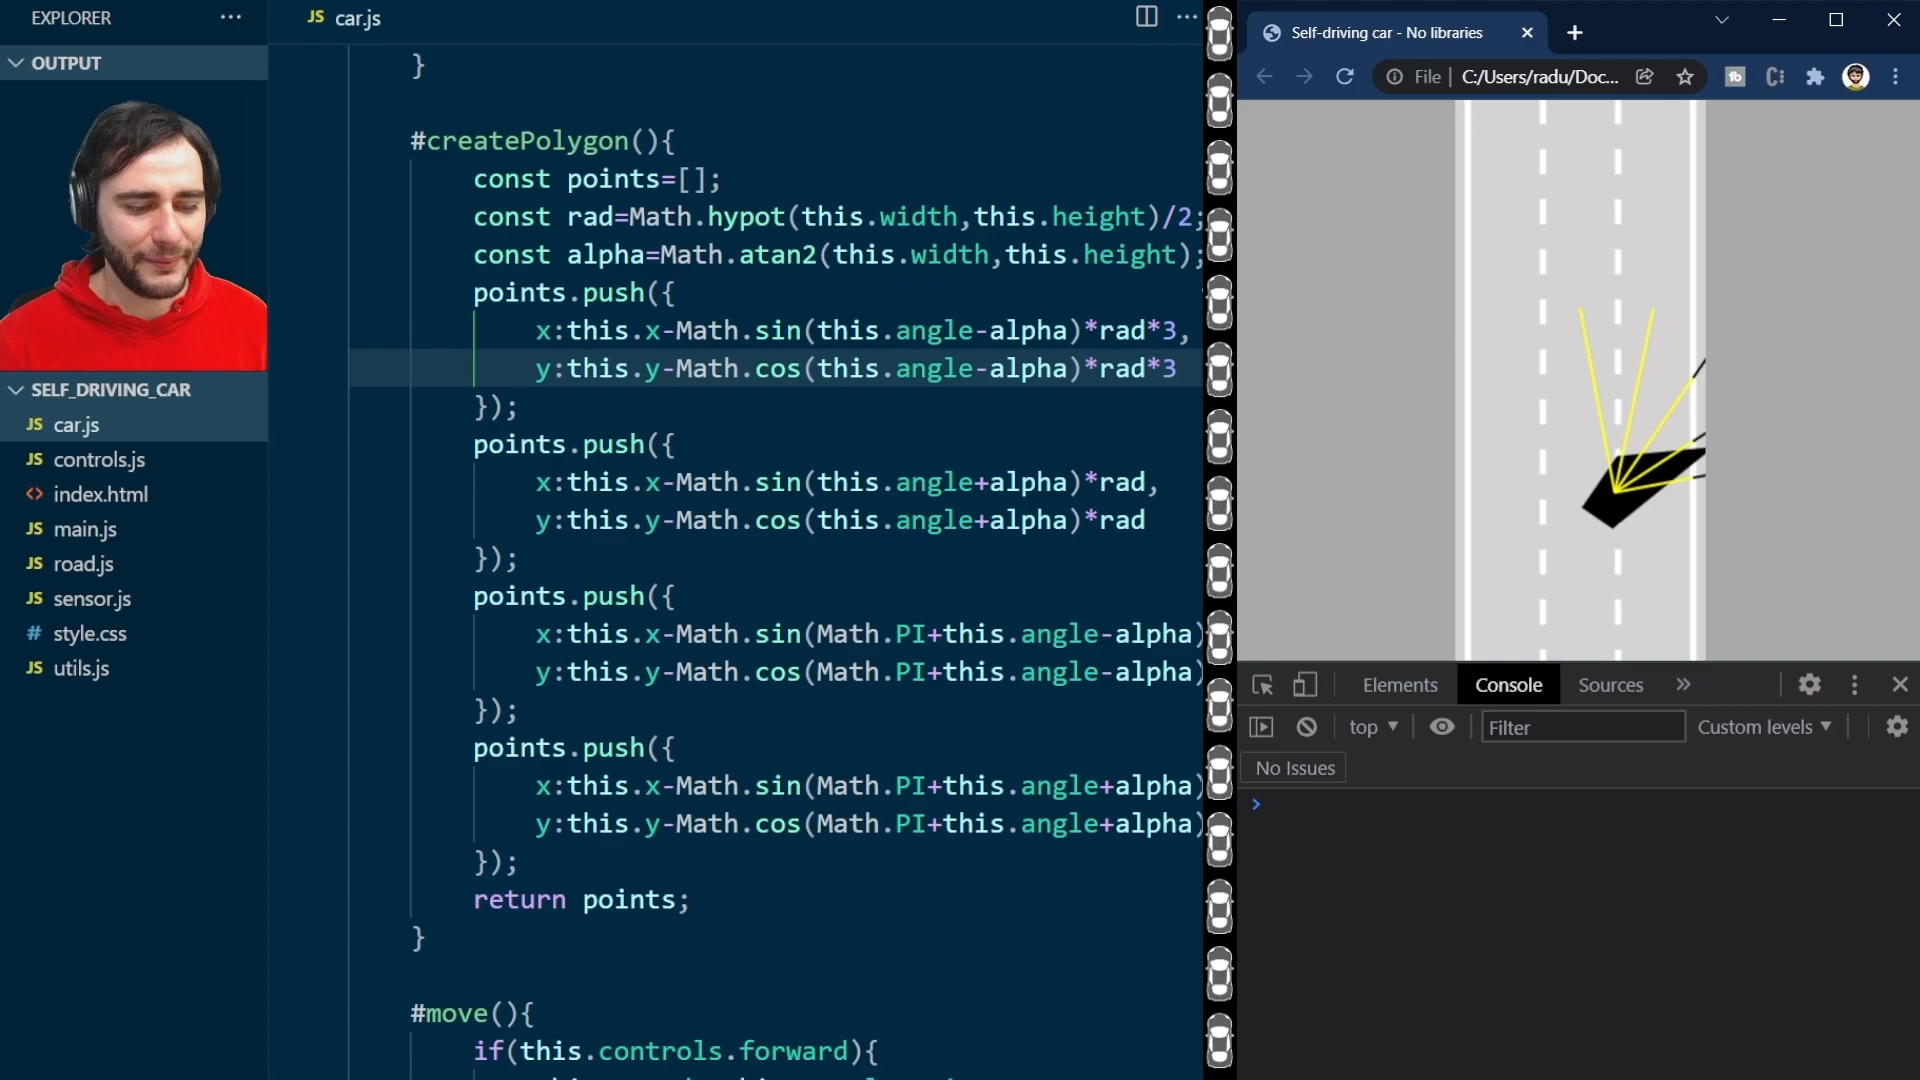 EXPLORER
OUTPUT
SELF_DRIVING_CAR
JS car.js
JS controls.js
<> index.html
JS main.js
JS road.js
JS sensor.js
# style.css
JS utils.js
JS car.js
}
#createPolygon(){
const points=[];
const rad=Math.hypot(this.width,this.height)/2;
const alpha=Math.atan2(this.width,this.height);
points.push({
x:this.x-Math.sin(this.angle-alpha)*rad*3,
y:this.y-Math.cos(this.angle-alpha)*rad*3
});
points.push({
x:this.x-Math.sin(this.angle+alpha)*rad,
y:this.y-Math.cos(this.angle+alpha)*rad
});
points.push({
x:this.x-Math.sin(Math.PI+this.angle-alpha)
y:this.y-Math.cos(Math.PI+this.angle-alpha)
});
points.push({
x:this.x-Math.sin(Math.PI+this.angle+alpha)
y:this.y-Math.cos(Math.PI+this.angle+alpha)
});
return points;
}
#move(){
if(this.controls.forward){
Self-driving car - No libraries
File | C:/Users/radu/Doc...
Elements Console Sources
top Filter Custom levels
No Issues